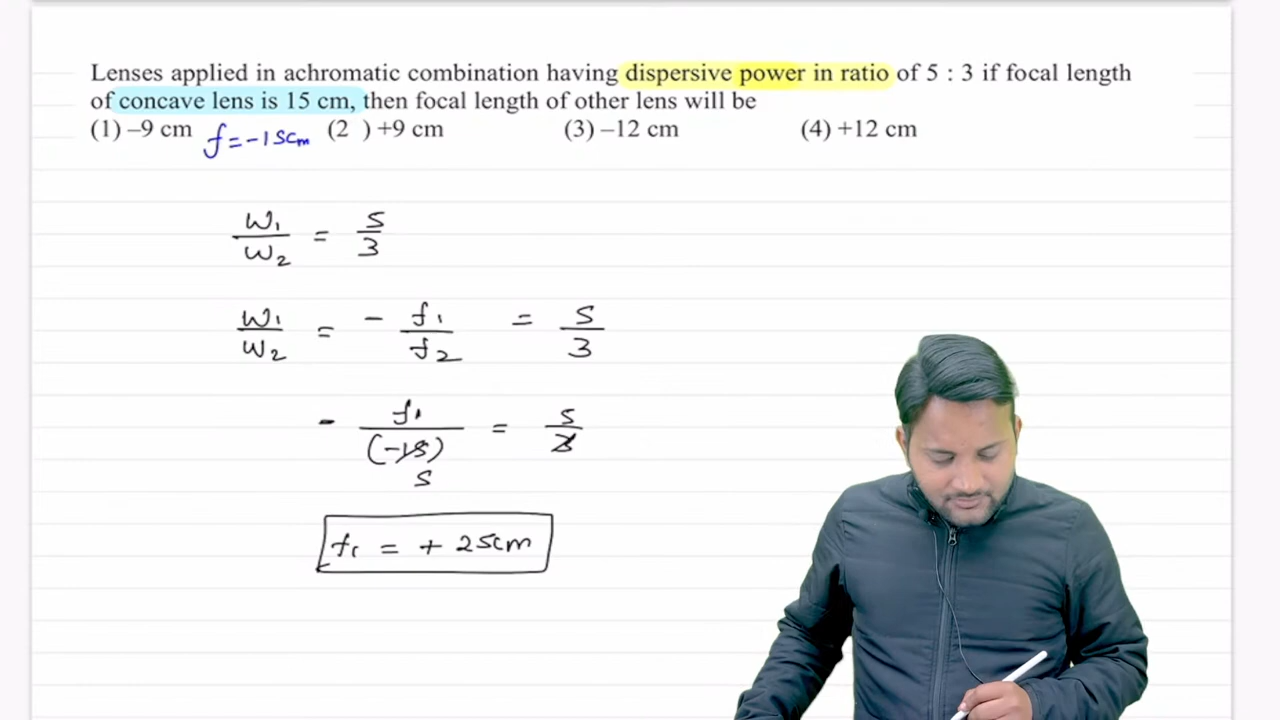 Lenses applied in achromatic combination having dispersive power in ratio of 5 : 3 if focal length
of concave lens is 15 cm, then focal length of other lens will be
(1) –9 cm f = -15cm (2 ) +9 cm (3) –12 cm (4) +12 cm
W₁/W₂ = 5/3
W₁/W₂ = - f₁/f₂ = 5/3
- f₁/(-15) = 5/3
5
f₁ = + 25cm